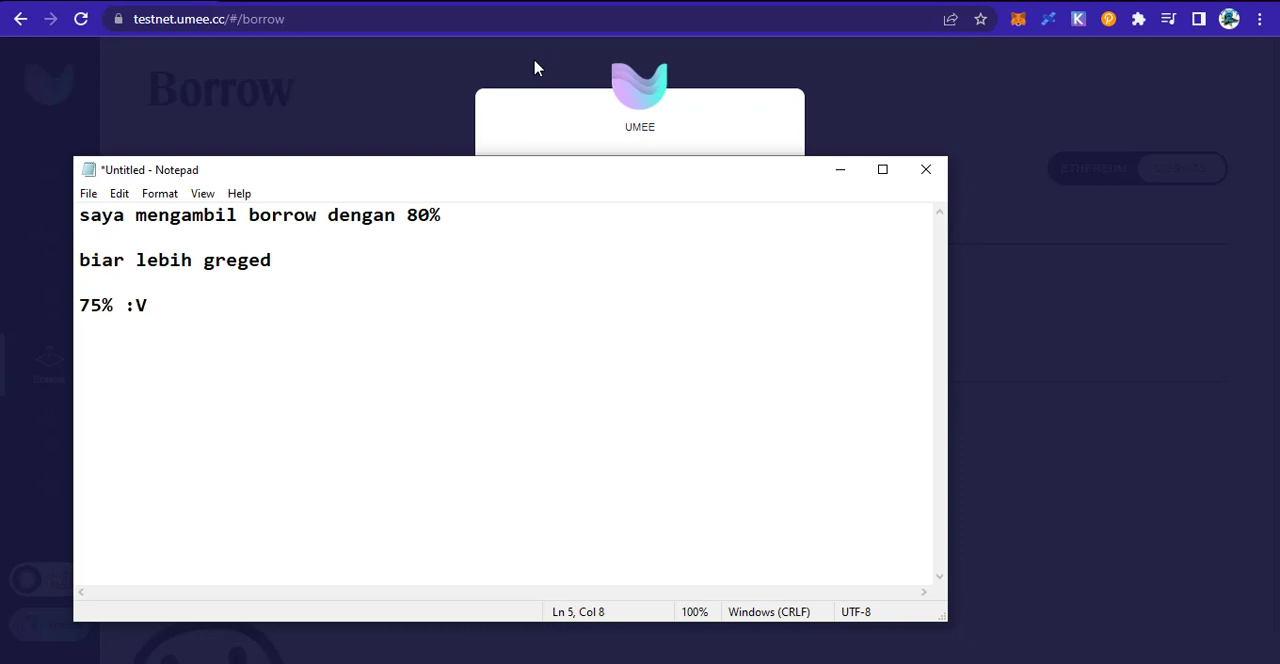 testnet.umee.cc/#/borrow
Borrow
UMEE
ETHEREUM
*Untitled - Notepad
File Edit Format View Help
saya mengambil borrow dengan 80%
biar lebih greged
75% :V
Ln 5, Col 8 100% Windows (CRLF) UTF-8